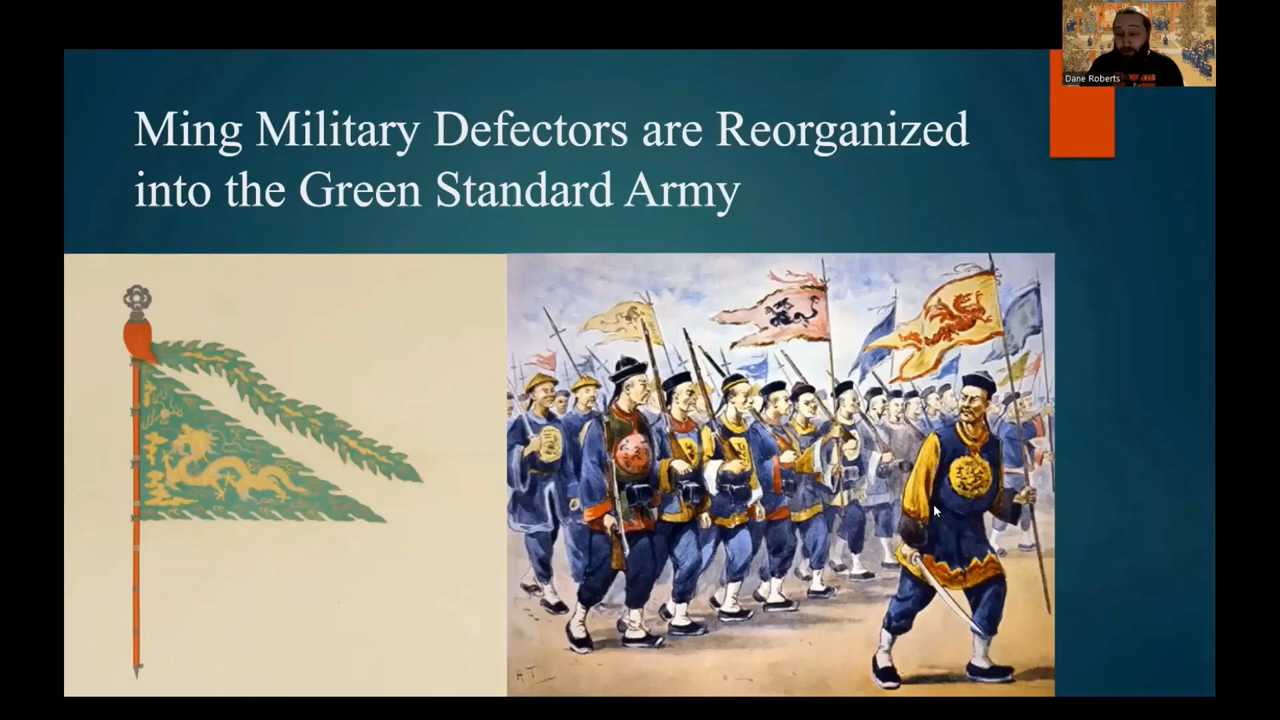 Dane Roberts
Ming Military Defectors are Reorganized
into the Green Standard Army